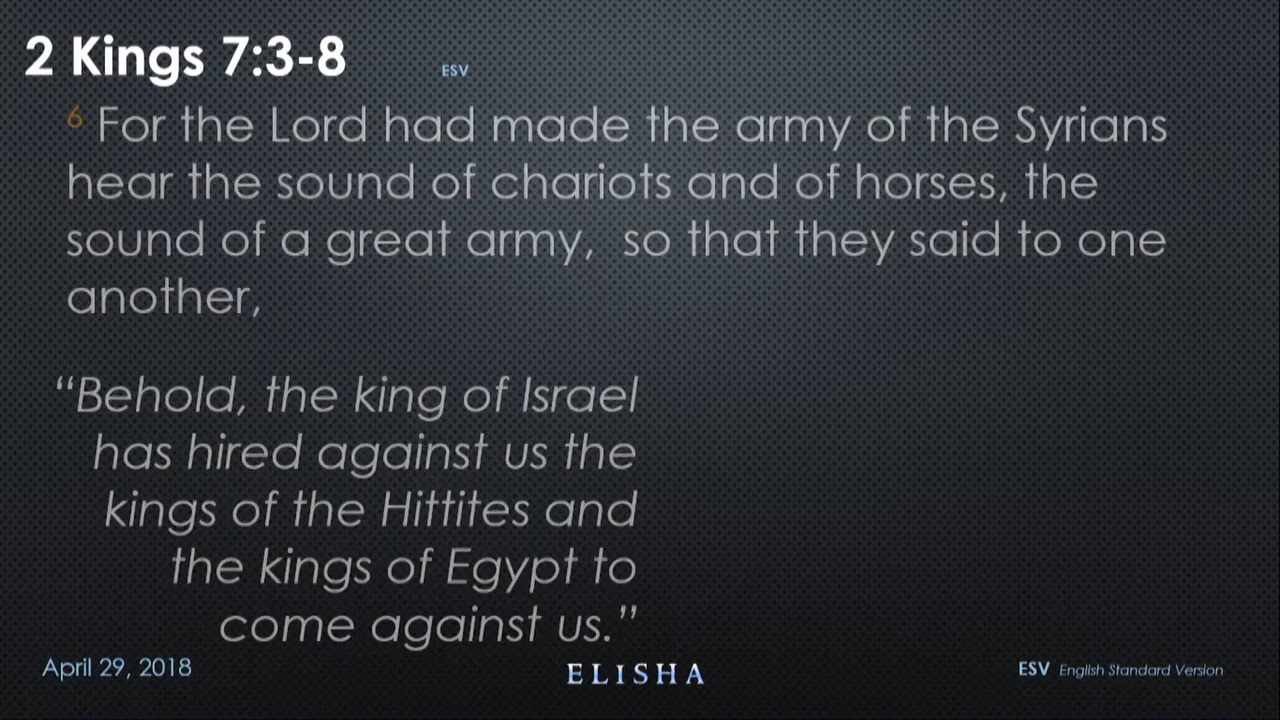 2 Kings 7:3-8
ESV
6 For the Lord had made the army of the Syrians
hear the sound of chariots and of horses, the
sound of a great army,  so that they said to one
another,
“Behold, the king of Israel
has hired against us the
kings of the Hittites and
the kings of Egypt to
come against us.”
April 29, 2018
ELISHA
ESV English Standard Version